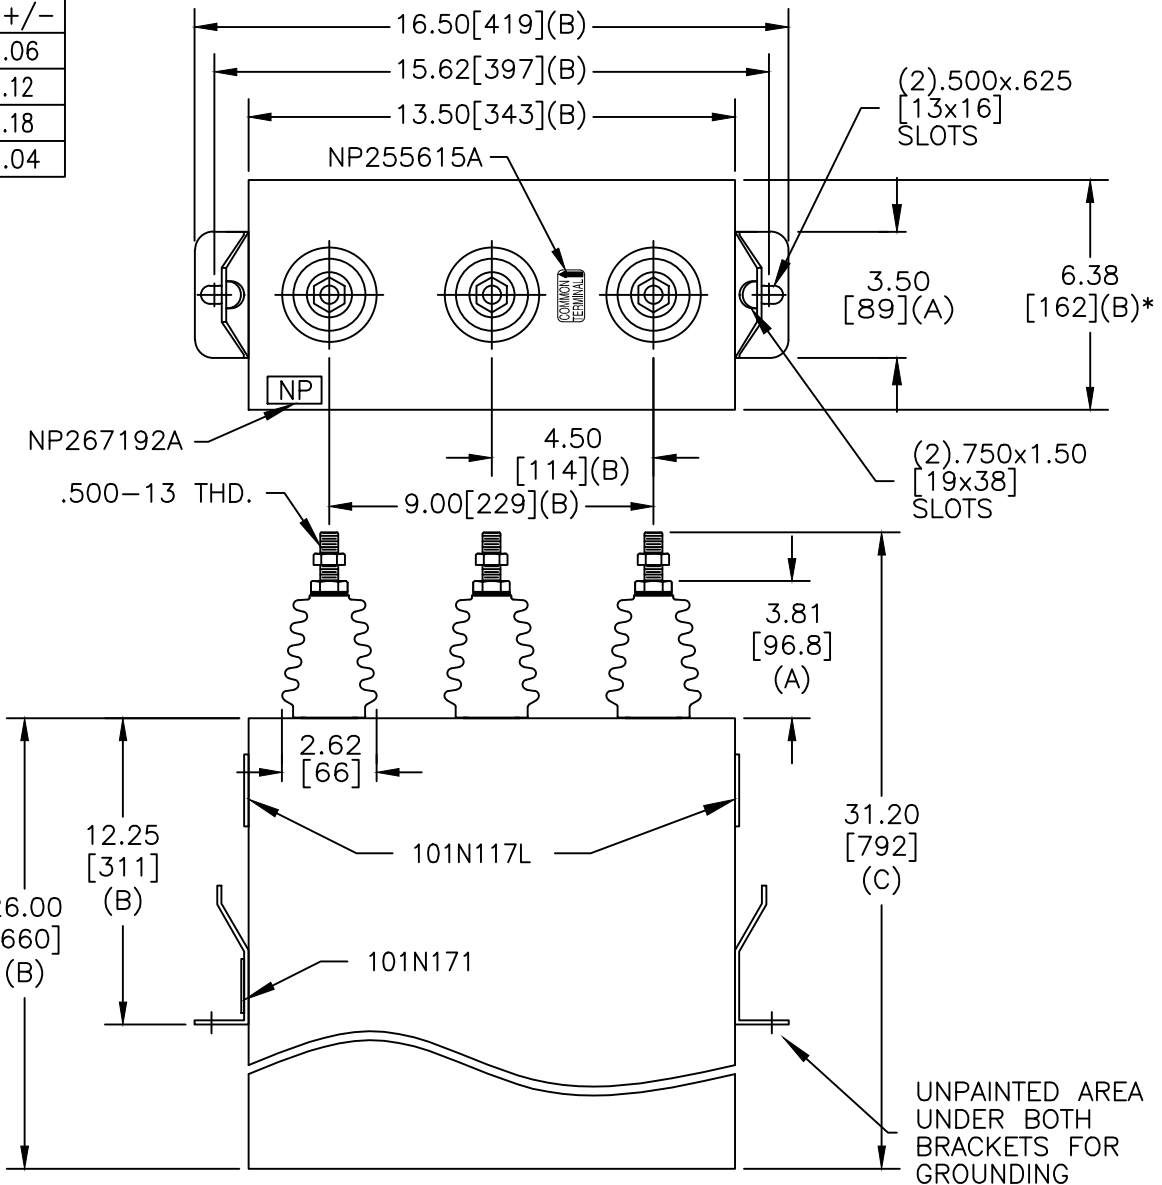 +/-
.06
.12
.18
.04
16.50[419](B)
15.62[397](B)
13.50[343](B)
(2).500x.625
[13x16]
SLOTS
NP255615A
COMMON
TERMINAL
3.50
[89](A)
6.38
[162](B)*
NP
NP267192A
4.50
[114](B)
(2).750x1.50
[19x38]
SLOTS
.500-13 THD.
9.00[229](B)
3.81
[96.8]
(A)
2.62
[66]
12.25
[311]
(B)
101N117L
31.20
[792]
(C)
26.00
660]
(B)
101N171
UNPAINTED AREA
UNDER BOTH
BRACKETS FOR
GROUNDING